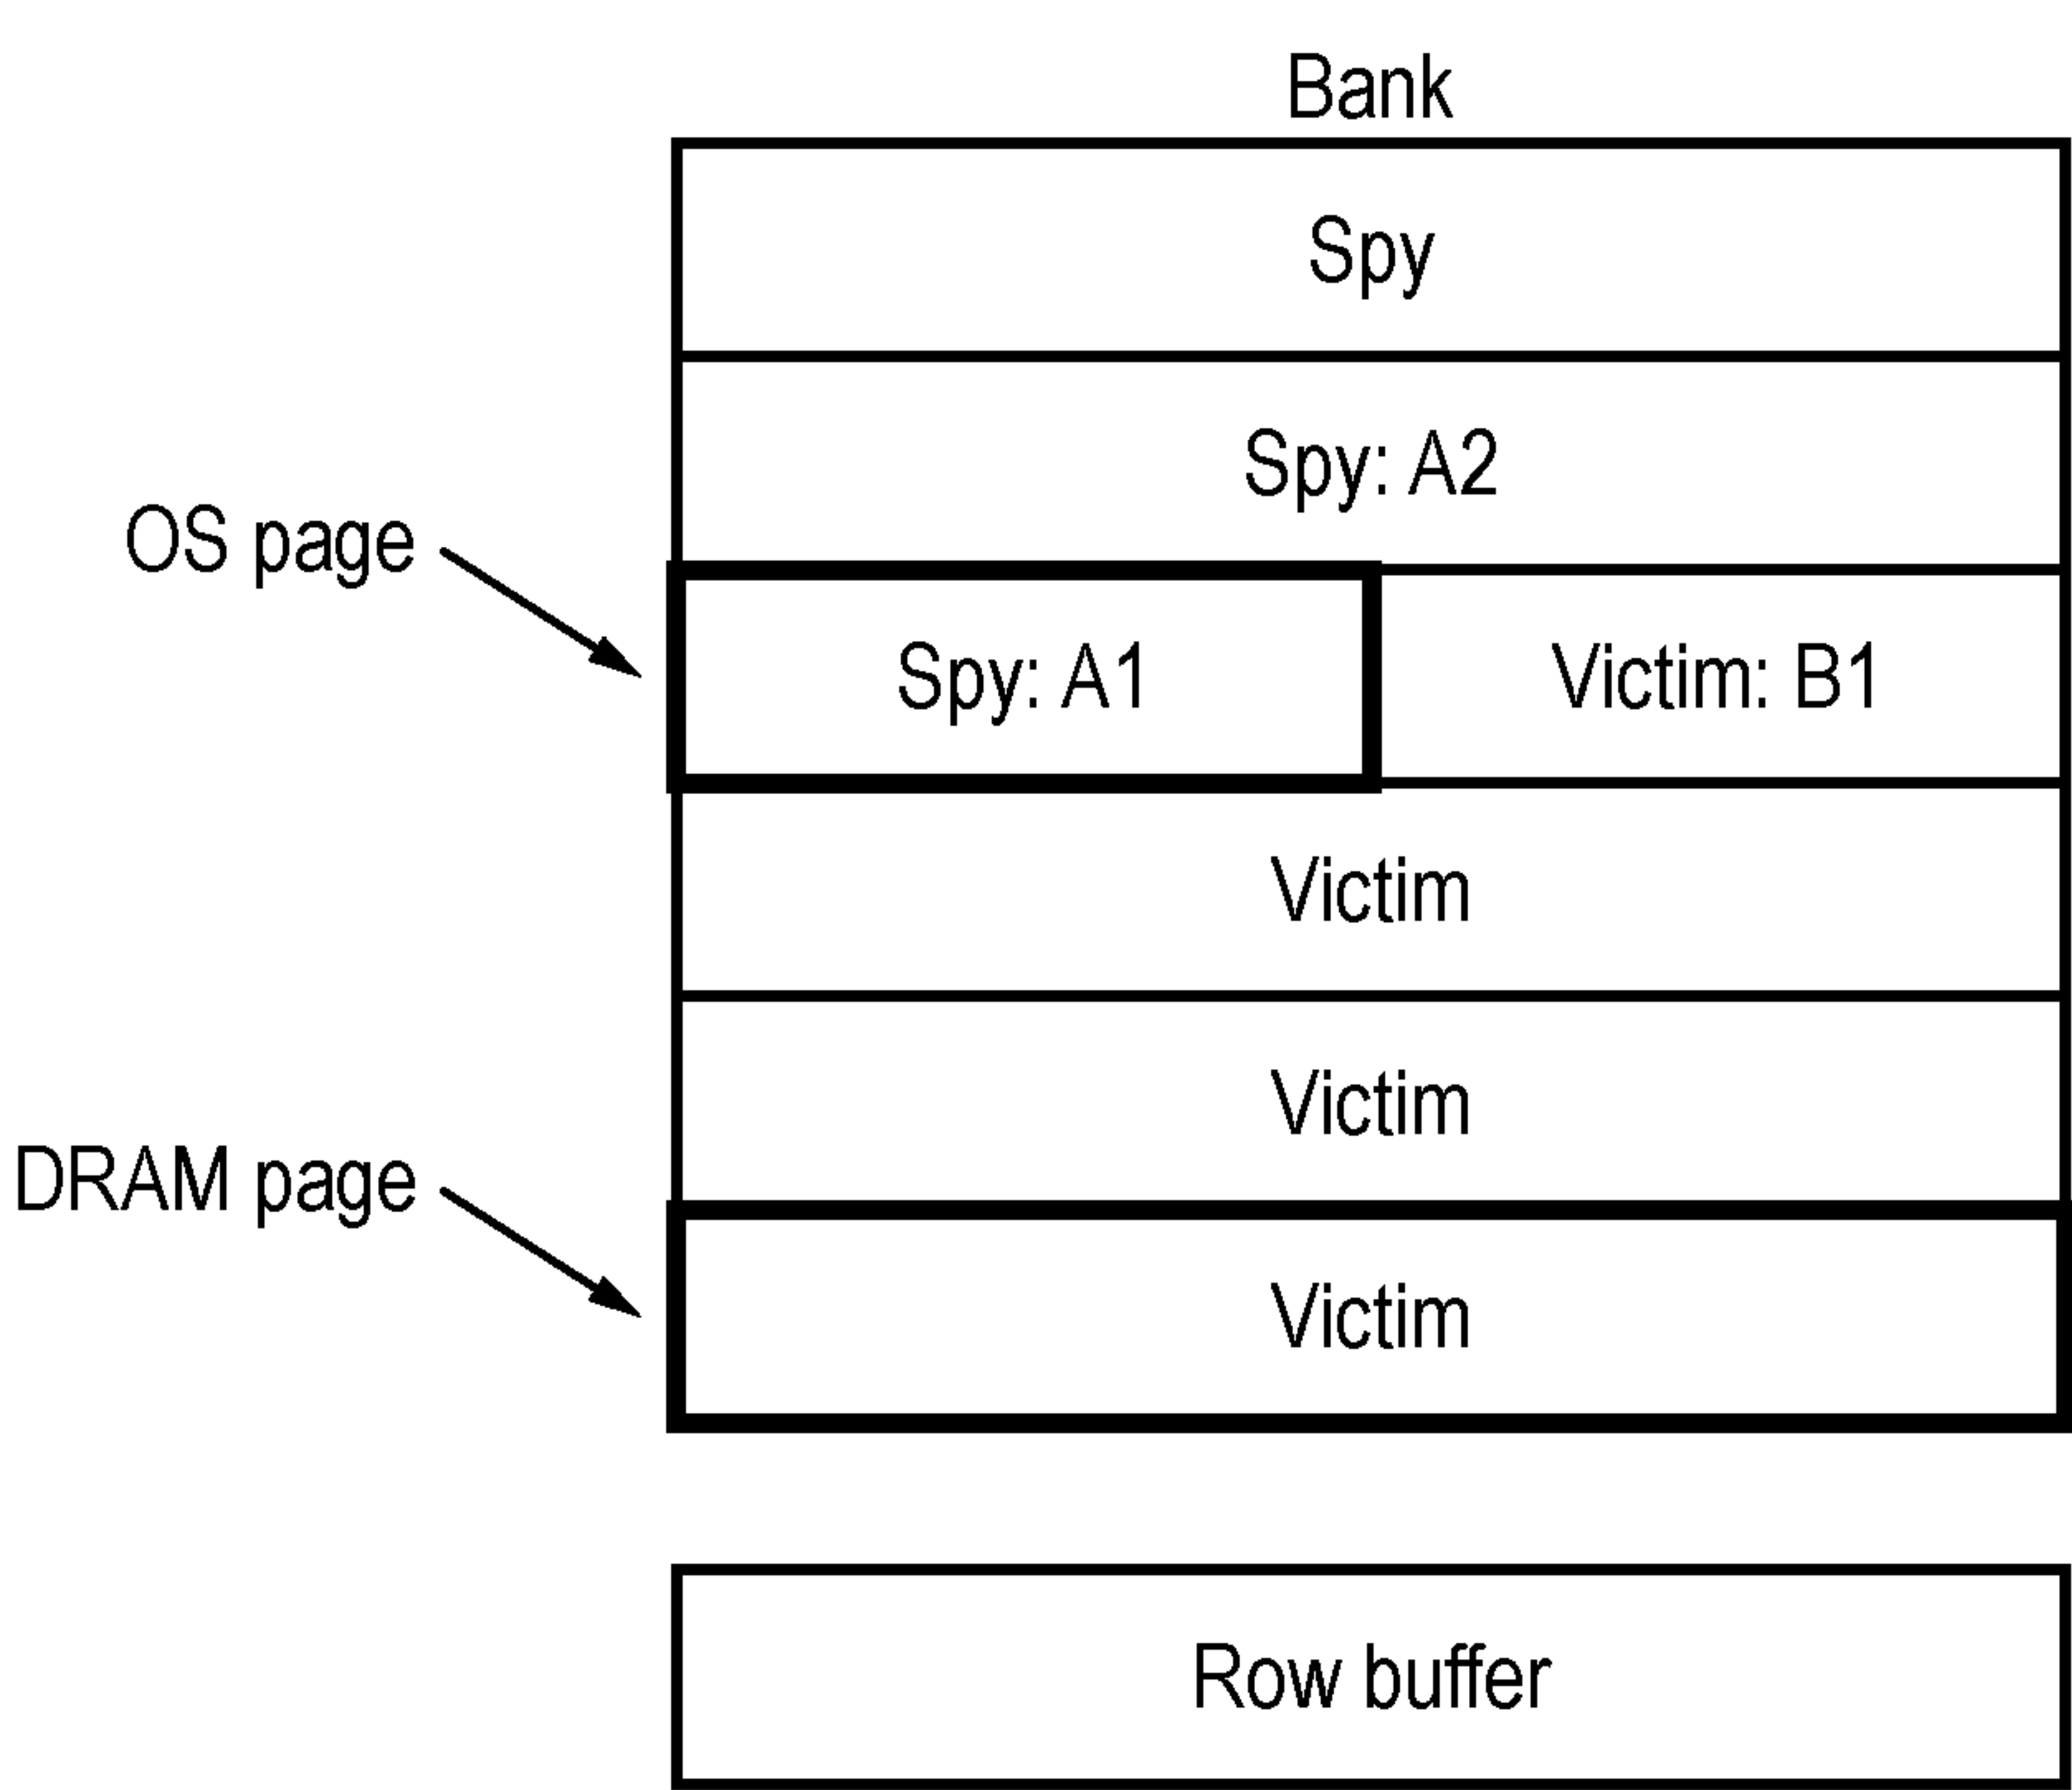 Bank
Spy
Spy: A2
OS page
Spy: A1
Victim: B1
Victim
Victim
DRAM page
Victim
Row buffer